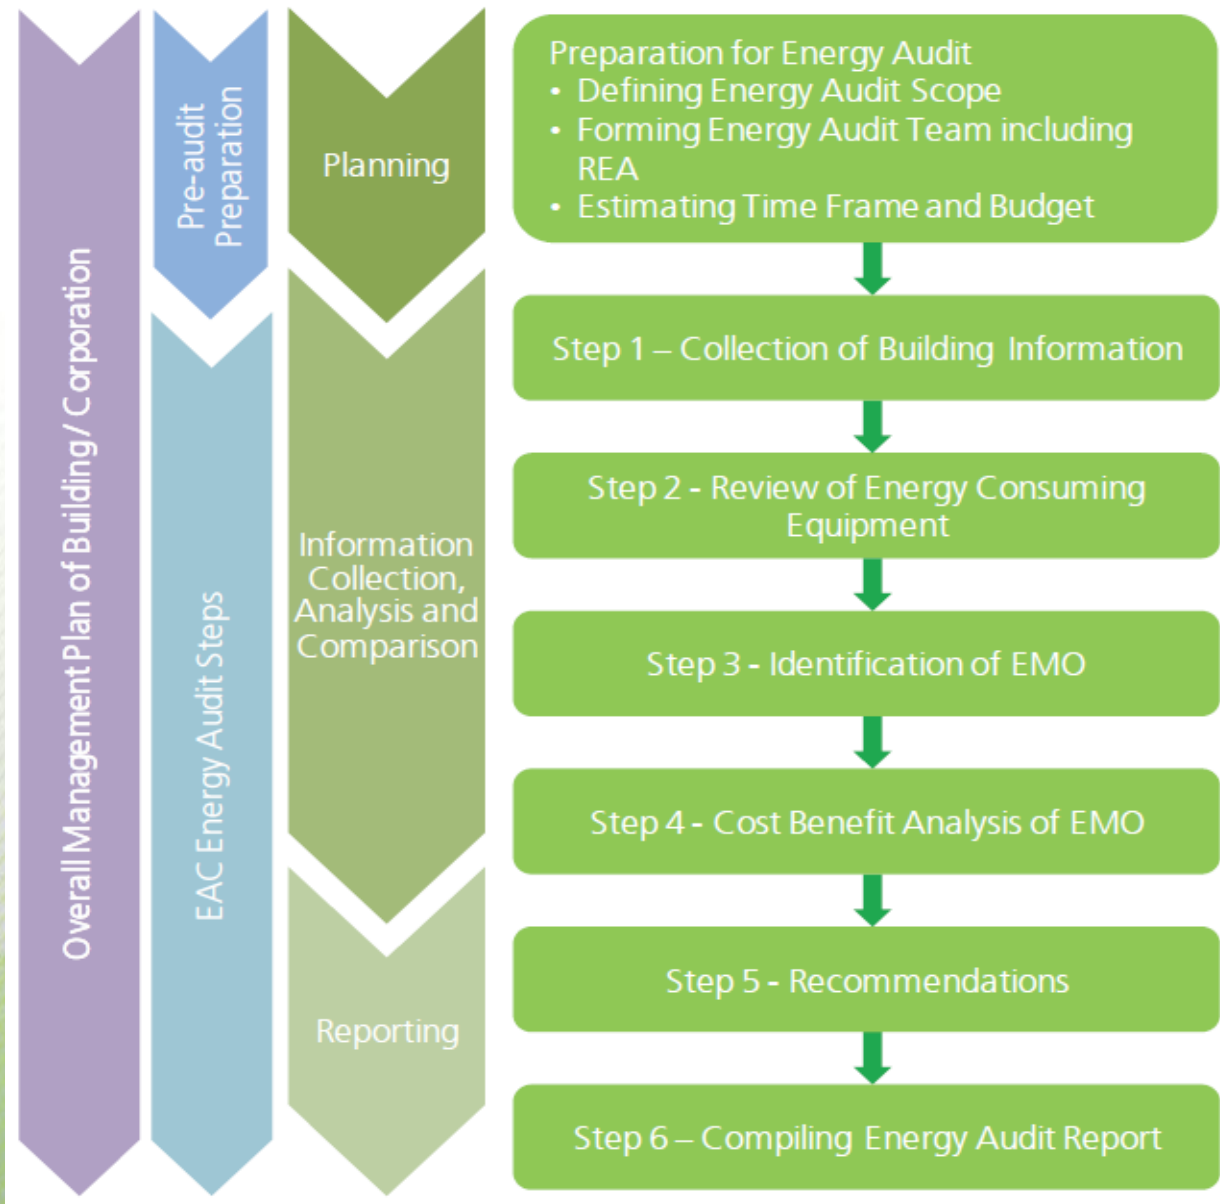 Overall Management Plan of Building / Corporation
Pre-audit
Preparation
EAC Energy Audit Steps
Planning
Information
Collection,
Analysis and
Comparison
Reporting
Preparation for Energy Audit
• Defining Energy Audit Scope
• Forming Energy Audit Team including
REA
• Estimating Time Frame and Budget
Step 1 – Collection of Building Information
Step 2 - Review of Energy Consuming
Equipment
Step 3 - Identification of EMO
Step 4 - Cost Benefit Analysis of EMO
Step 5 - Recommendations
Step 6 – Compiling Energy Audit Report